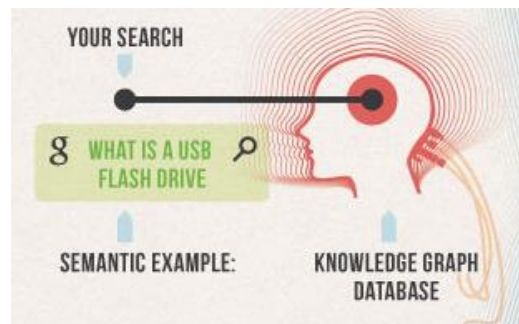 YOUR SEARCH
g WHAT IS A USB
FLASH DRIVE
SEMANTIC EXAMPLE:
KNOWLEDGE GRAPH
DATABASE